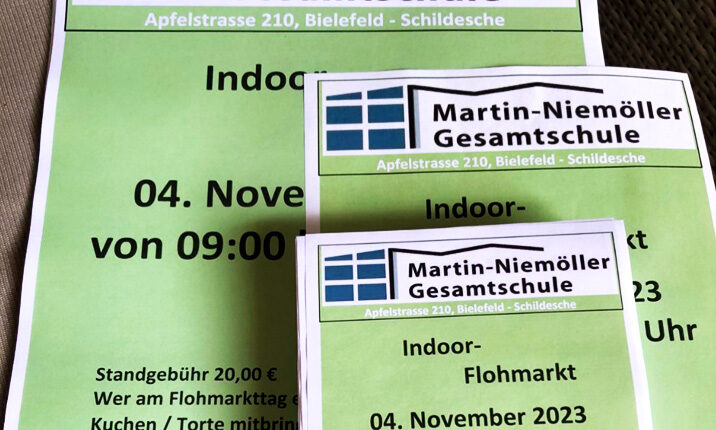 Apfelstrasse 210, Bielefeld - Schildesche
Indoor-
04. Nove
von 09:00
Standgebühr 20,00 €
Wer am Flohmarkttag
Kuchen / Torte mitbrin
Martin-Niemöller
Gesamtschule
Apfelstrasse 210, Bielefeld - Schildesche
Indoor-
kt
23
Uhr
Martin-Niemöller
Gesamtschule
Apfelstrasse 210, Bielefeld - Schildesche
Indoor-
Flohmarkt
04. November 2023